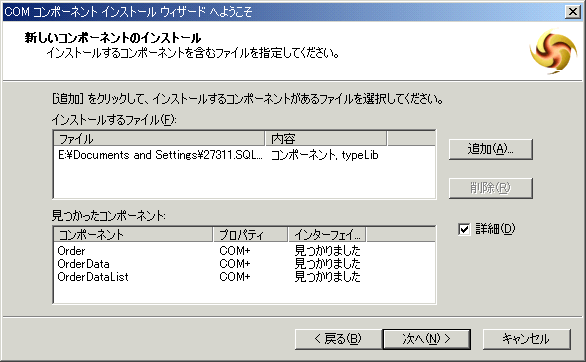 COM コンポーネント インストール ウィザード へようこそ
新しいコンポーネントのインストール
インストールするコンポーネントを含むファイルを指定してください。
[追加] をクリックして、インストールするコンポーネントがあるファイルを選択してください。
インストールするファイル(F):
ファイル 内容
E:¥Documents and Settings¥27311.SQL... コンポーネント, typeLib
追加(A)...
削除(R)
見つかったコンポーネント:
コンポーネント プロパティ インターフェイ...
Order COM+ 見つかりました
OrderData COM+ 見つかりました
OrderDataList COM+ 見つかりました
詳細(D)
< 戻る(B) 次へ(N) > キャンセル